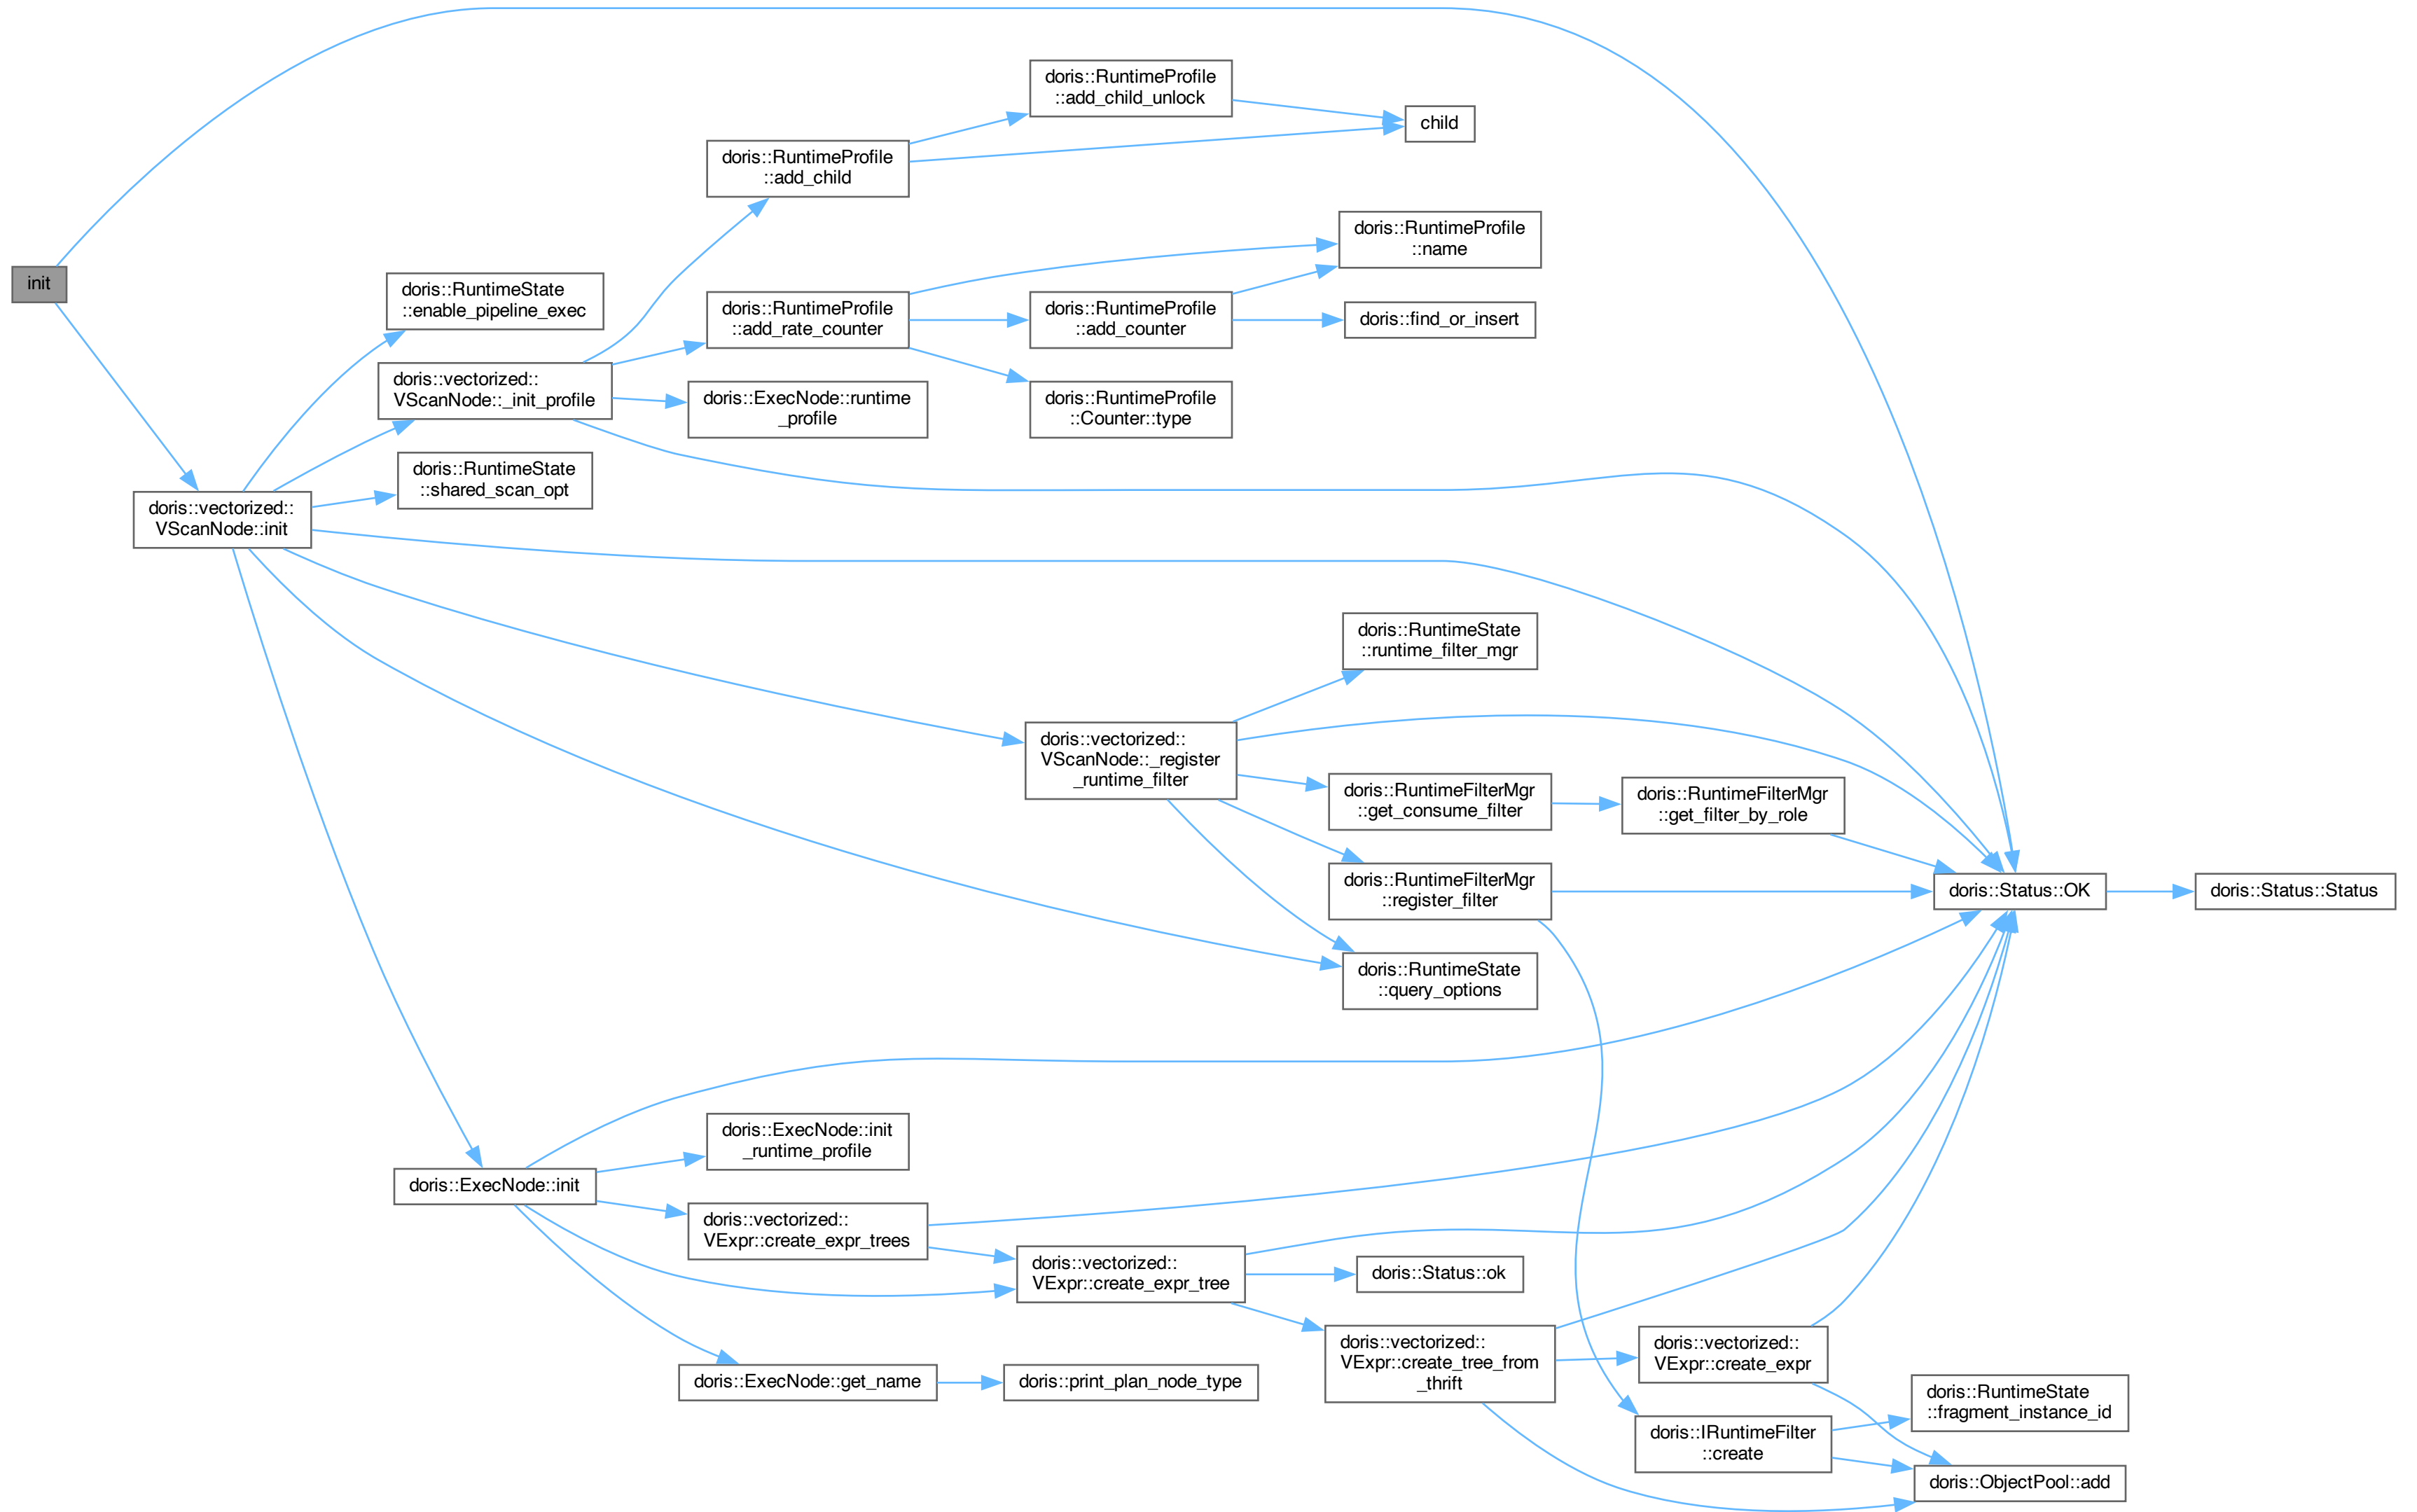 init
doris::vectorized::
VScanNode::init
doris::RuntimeState
::enable_pipeline_exec
doris::vectorized::
VScanNode::_init_profile
doris::RuntimeState
::shared_scan_opt
doris::ExecNode::init
doris::RuntimeProfile
::add_child
doris::RuntimeProfile
::add_rate_counter
doris::ExecNode::runtime
_profile
doris::ExecNode::init
_runtime_profile
doris::vectorized::
VExpr::create_expr_trees
doris::ExecNode::get_name
doris::RuntimeProfile
::add_child_unlock
doris::RuntimeProfile
::add_counter
doris::RuntimeProfile
::Counter::type
doris::vectorized::
VScanNode::_register
_runtime_filter
doris::vectorized::
VExpr::create_expr_tree
doris::print_plan_node_type
child
doris::RuntimeProfile
::name
doris::find_or_insert
doris::RuntimeState
::runtime_filter_mgr
doris::RuntimeFilterMgr
::get_consume_filter
doris::RuntimeFilterMgr
::register_filter
doris::RuntimeState
::query_options
doris::Status::ok
doris::vectorized::
VExpr::create_tree_from
_thrift
doris::RuntimeFilterMgr
::get_filter_by_role
doris::vectorized::
VExpr::create_expr
doris::IRuntimeFilter
::create
doris::Status::OK
doris::RuntimeState
::fragment_instance_id
doris::ObjectPool::add
doris::Status::Status